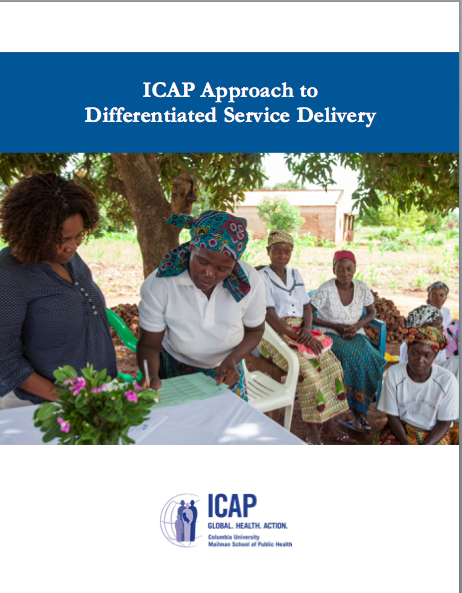 ICAP Approach to
Differentiated Service Delivery
ICAP
GLOBAL. HEALTH. ACTION.
Columbia University
Mailman School of Public Health